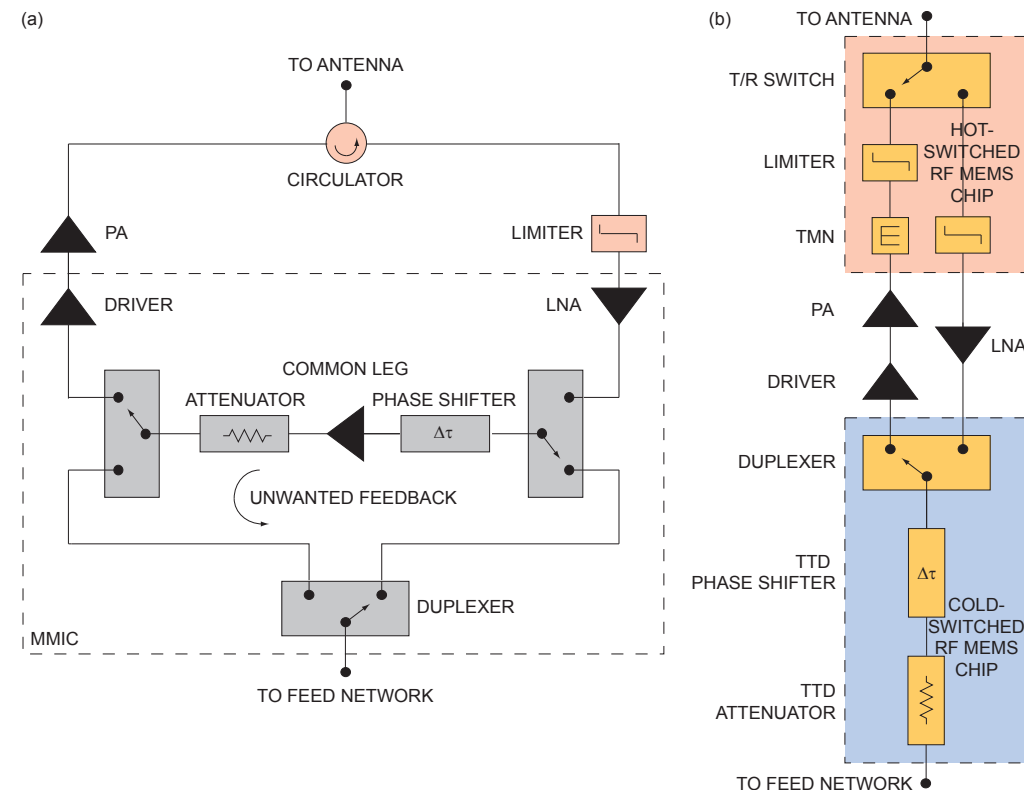 (a)
TO ANTENNA
CIRCULATOR
PA
LIMITER
DRIVER
LNA
COMMON LEG
ATTENUATOR
PHASE SHIFTER
Δτ
UNWANTED FEEDBACK
DUPLEXER
MMIC
TO FEED NETWORK
(b)
TO ANTENNA
T/R SWITCH
HOT-
SWITCHED
RF MEMS
CHIP
LIMITER
TMN
PA
LNA
DRIVER
DUPLEXER
TTD
PHASE SHIFTER
Δτ
COLD-
SWITCHED
RF MEMS
CHIP
TTD
ATTENUATOR
TO FEED NETWORK